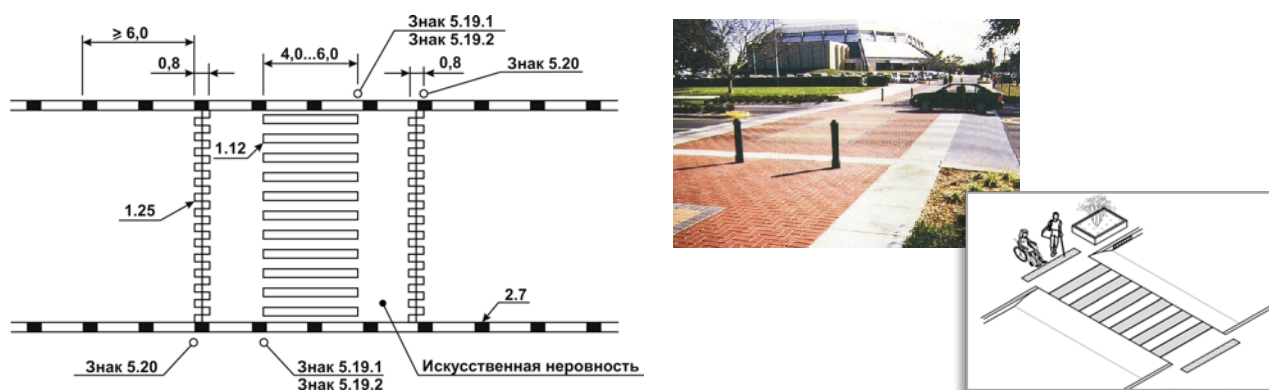 Знак 5.19.1
Знак 5.19.2
≥ 6,0
4,0...6,0
0,8
0,8
Знак 5.20
1.12
1.25
2.7
Знак 5.20
Знак 5.19.1
Знак 5.19.2
Искусственная неровность